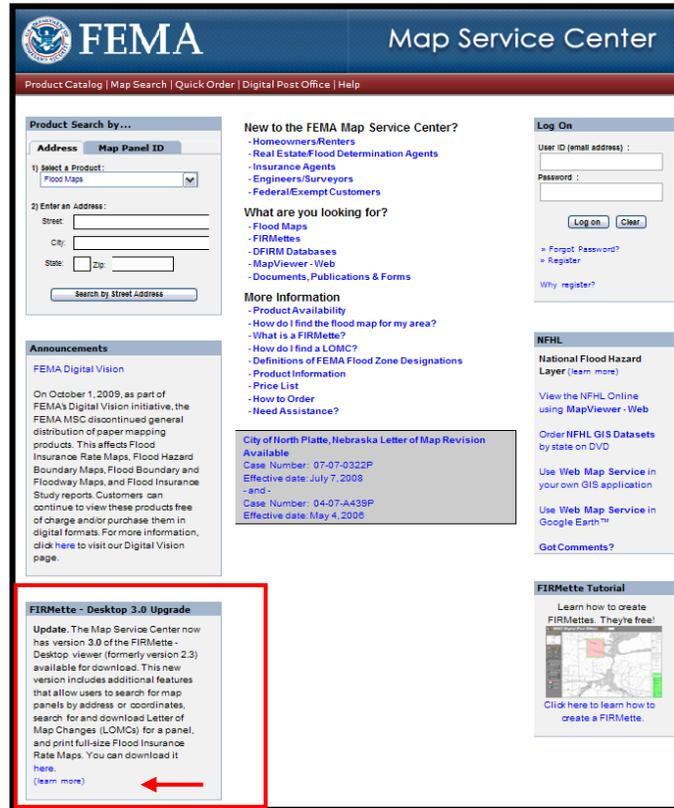 FEMA
Map Service Center
Product Catalog | Map Search | Quick Order | Digital Post Office | Help
Product Search by...
Address
Map Panel ID
1) Select a Product:
Flood Maps
2) Enter an Address:
Street:
City:
State:
Zip:
Search by Street Address
Announcements
FEMA Digital Vision
On October 1, 2009, as part of
FEMA's Digital Vision initiative, the
FEMA MSC discontinued general
distribution of paper mapping
products. This affects Flood
Insurance Rate Maps, Flood Hazard
Boundary Maps, Flood Boundary and
Floodway Maps, and Flood Insurance
Study reports. Customers can
continue to view these products free
of charge and/or purchase them in
digital formats. For more information,
click here to visit our Digital Vision
page.
FIRMette - Desktop 3.0 Upgrade
Update. The Map Service Center now
has version 3.0 of the FIRMette -
Desktop viewer (formerly version 2.3)
available for download. This new
version includes additional features
that allow users to search for map
panels by address or coordinates,
search for and download Letter of
Map Changes (LOMCs) for a panel,
and print full-size Flood Insurance
Rate Maps. You can download it
here.
(learn more)
New to the FEMA Map Service Center?
- Homeowners/Renters
- Real Estate/Flood Determination Agents
- Insurance Agents
- Engineers/Surveyors
- Federal/Exempt Customers
What are you looking for?
- Flood Maps
- FIRMettes
- DFIRM Databases
- MapViewer - Web
- Documents, Publications & Forms
More Information
- Product Availability
- How do I find the flood map for my area?
- What is a FIRMette?
- How do I find a LOMC?
- Definitions of FEMA Flood Zone Designations
- Product Information
- Price List
- How to Order
- Need Assistance?
City of North Platte, Nebraska Letter of Map Revision
Available
Case Number: 07-07-0322P
Effective date: July 7, 2008
- and -
Case Number: 04-07-A439P
Effective date: May 4, 2006
Log On
User ID (email address) :
Password :
Log on
Clear
» Forgot Password?
» Register
Why register?
NFHL
National Flood Hazard
Layer (learn more)
View the NFHL Online
using MapViewer - Web
Order NFHL GIS Datasets
by state on DVD
Use Web Map Service in
your own GIS application
Use Web Map Service in
Google Earth™
Got Comments?
FIRMette Tutorial
Learn how to create
FIRMettes. They're free!
Click here to learn how to
create a FIRMette.